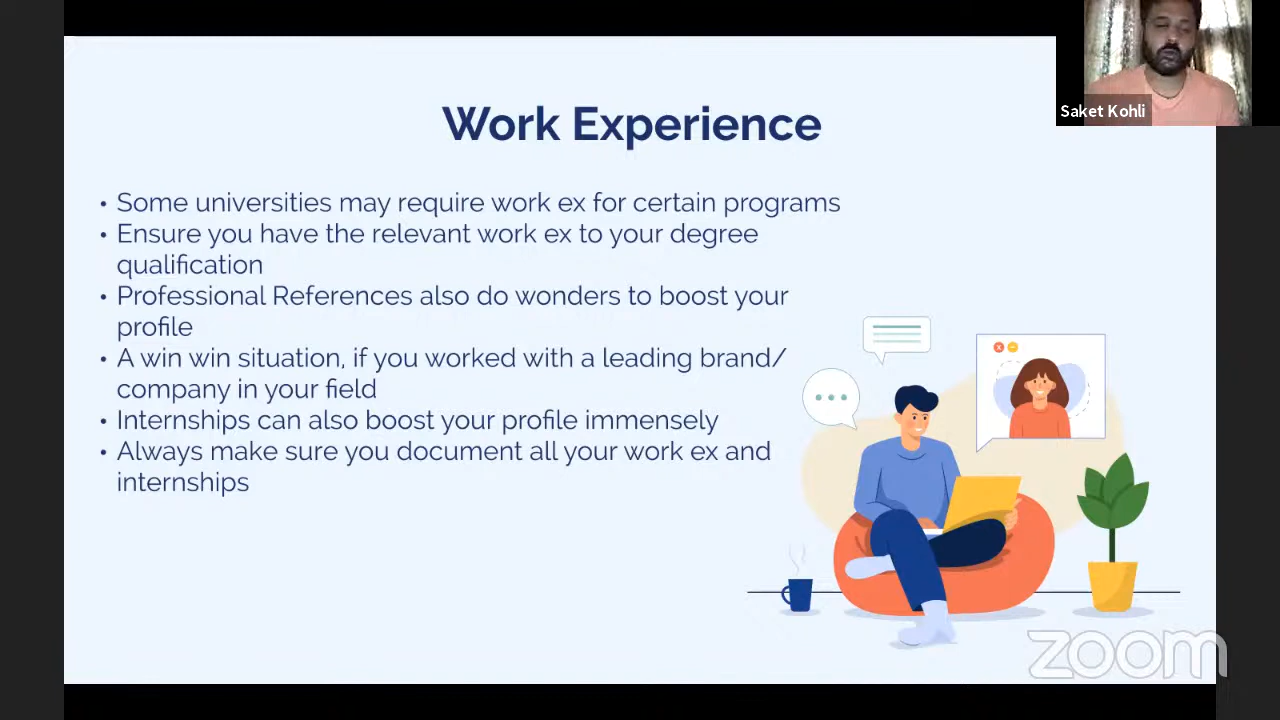 Work Experience
Saket Kohli
• Some universities may require work ex for certain programs
• Ensure you have the relevant work ex to your degree
qualification
• Professional References also do wonders to boost your
profile
• A win win situation, if you worked with a leading brand/
company in your field
• Internships can also boost your profile immensely
• Always make sure you document all your work ex and
internships
zoom